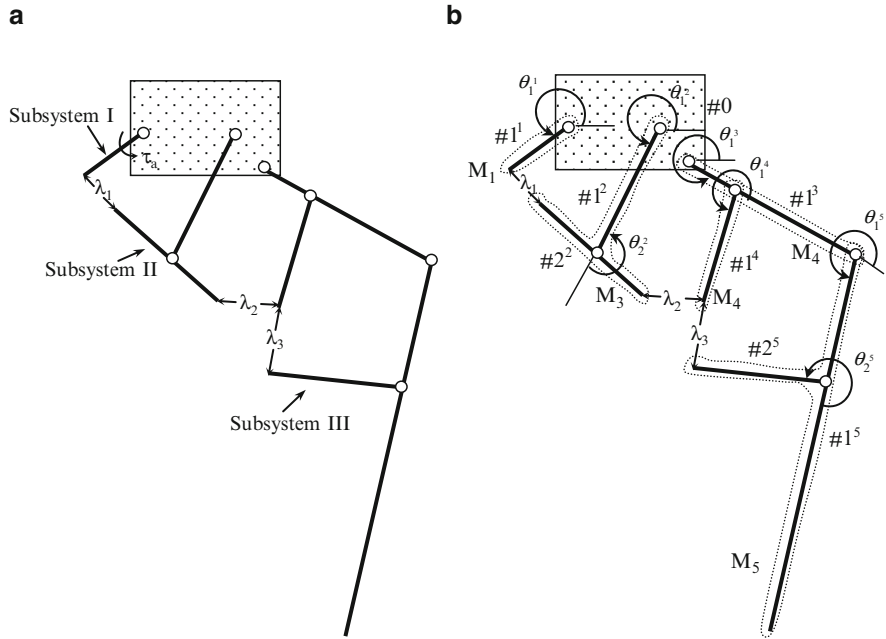 a
b
Subsystem I
τₐ
λ₁
Subsystem II
λ₂
λ₃
Subsystem III
θ₁¹
θ₁²
#0
#1¹
M₁
θ₁³
λ₁
#1²
θ₁⁴
#1³
θ₁⁵
#2²
θ₂²
M₄
#1⁴
M₃
λ₂
M₄
λ₃
#2⁵
θ₂⁵
#1⁵
M₅